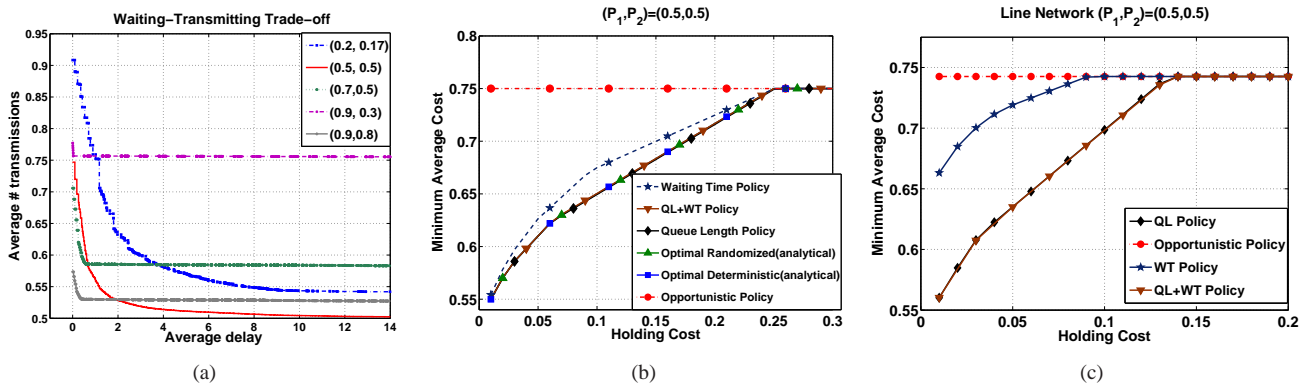 Waiting–Transmitting Trade–off
Average # transmissions
0.95
0.9
0.85
0.8
0.75
0.7
0.65
0.6
0.55
0.5
0 2 4 6 8 10 12 14
Average delay
(0.2, 0.17)
(0.5, 0.5)
(0.7,0.5)
(0.9, 0.3)
(0.9,0.8)
(a)
(P1,P2)=(0.5,0.5)
Minimum Average Cost
0.8
0.75
0.7
0.65
0.6
0.55
0 0.05 0.1 0.15 0.2 0.25 0.3
Holding Cost
Waiting Time Policy
QL+WT Policy
Queue Length Policy
Optimal Randomized(analytical)
Optimal Deterministic(analytical)
Opportunistic Policy
(b)
Line Network (P1,P2)=(0.5,0.5)
Minimum Average Cost
0.8
0.75
0.7
0.65
0.6
0.55
0 0.05 0.1 0.15 0.2
Holding Cost
QL Policy
Opportunistic Policy
WT Policy
QL+WT Policy
(c)